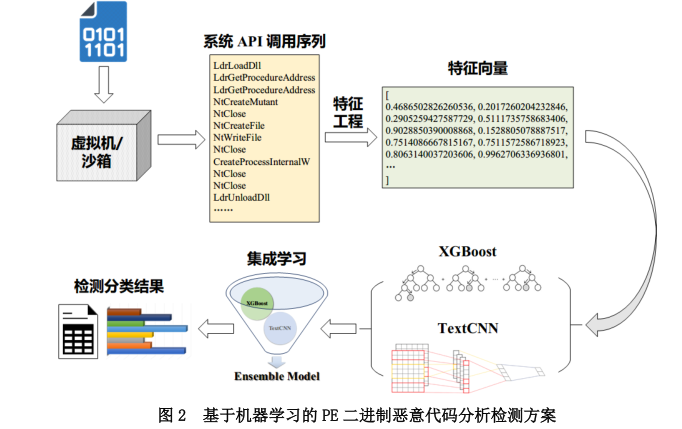 0101
1101
虚拟机/
沙箱
系统 API 调用序列
LdrLoadDll
LdrGetProcedureAddress
LdrGetProcedureAddress
NtCreateMutant
NtClose
NtCreateFile
NtWriteFile
NtClose
CreateProcessInternalW
NtClose
NtClose
LdrUnloadDll
……
特征
工程
特征向量
[
0.4686502826260536, 0.2017260204232846,
0.2905259427587729, 0.5111735758683406,
0.9028850390008868, 0.1528805078887517,
0.7514086667815167, 0.7511572586718923,
0.8063140037203606, 0.9962706336936801,
…
]
XGBoost
+ + ··· +
TextCNN
集成学习
XGBoost
TextCNN
Ensemble Model
检测分类结果
图 2 基于机器学习的 PE 二进制恶意代码分析检测方案